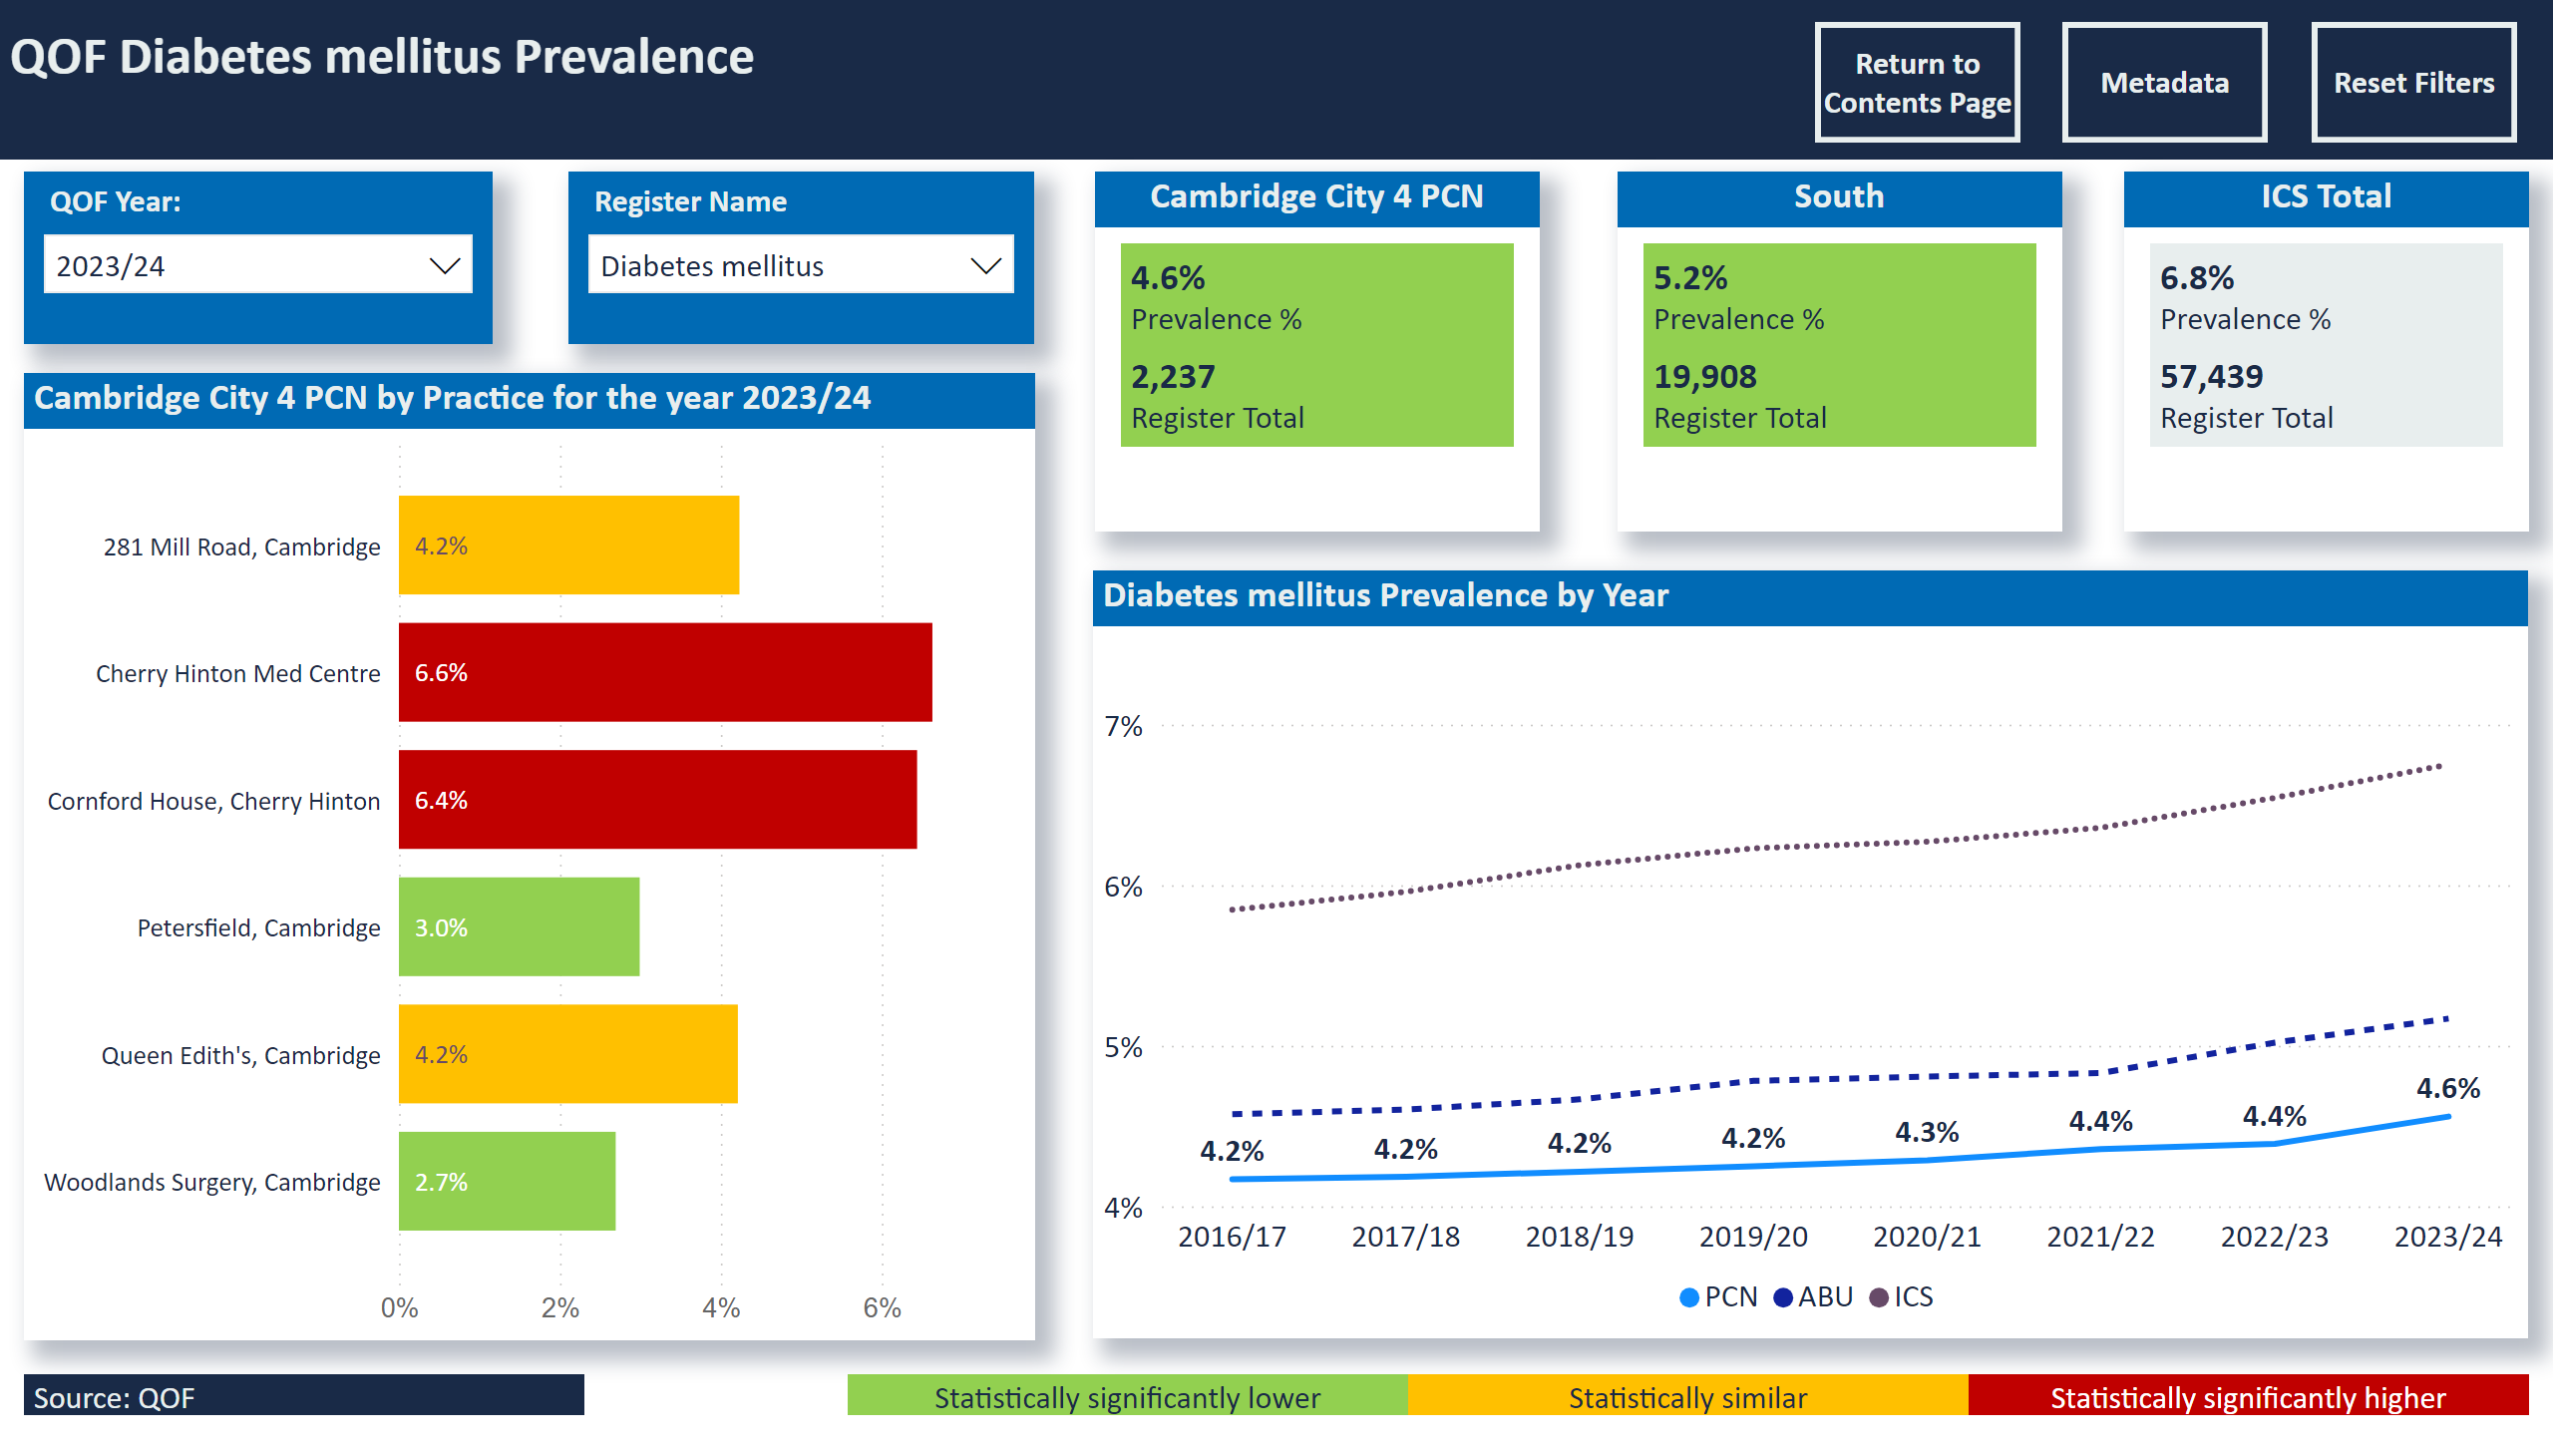 QOF Diabetes mellitus Prevalence
Return to
Contents Page
Metadata
Reset Filters
QOF Year:
2023/24
Register Name
Diabetes mellitus
Cambridge City 4 PCN
4.6%
Prevalence %
2,237
Register Total
South
5.2%
Prevalence %
19,908
Register Total
ICS Total
6.8%
Prevalence %
57,439
Register Total
Cambridge City 4 PCN by Practice for the year 2023/24
281 Mill Road, Cambridge 4.2%
Cherry Hinton Med Centre 6.6%
Cornford House, Cherry Hinton 6.4%
Petersfield, Cambridge 3.0%
Queen Edith's, Cambridge 4.2%
Woodlands Surgery, Cambridge 2.7%
0% 2% 4% 6%
Diabetes mellitus Prevalence by Year
7%
6%
5%
4%
4.2% 4.2% 4.2% 4.2% 4.3% 4.4% 4.4% 4.6%
2016/17 2017/18 2018/19 2019/20 2020/21 2021/22 2022/23 2023/24
PCN ABU ICS
Source: QOF
Statistically significantly lower
Statistically similar
Statistically significantly higher